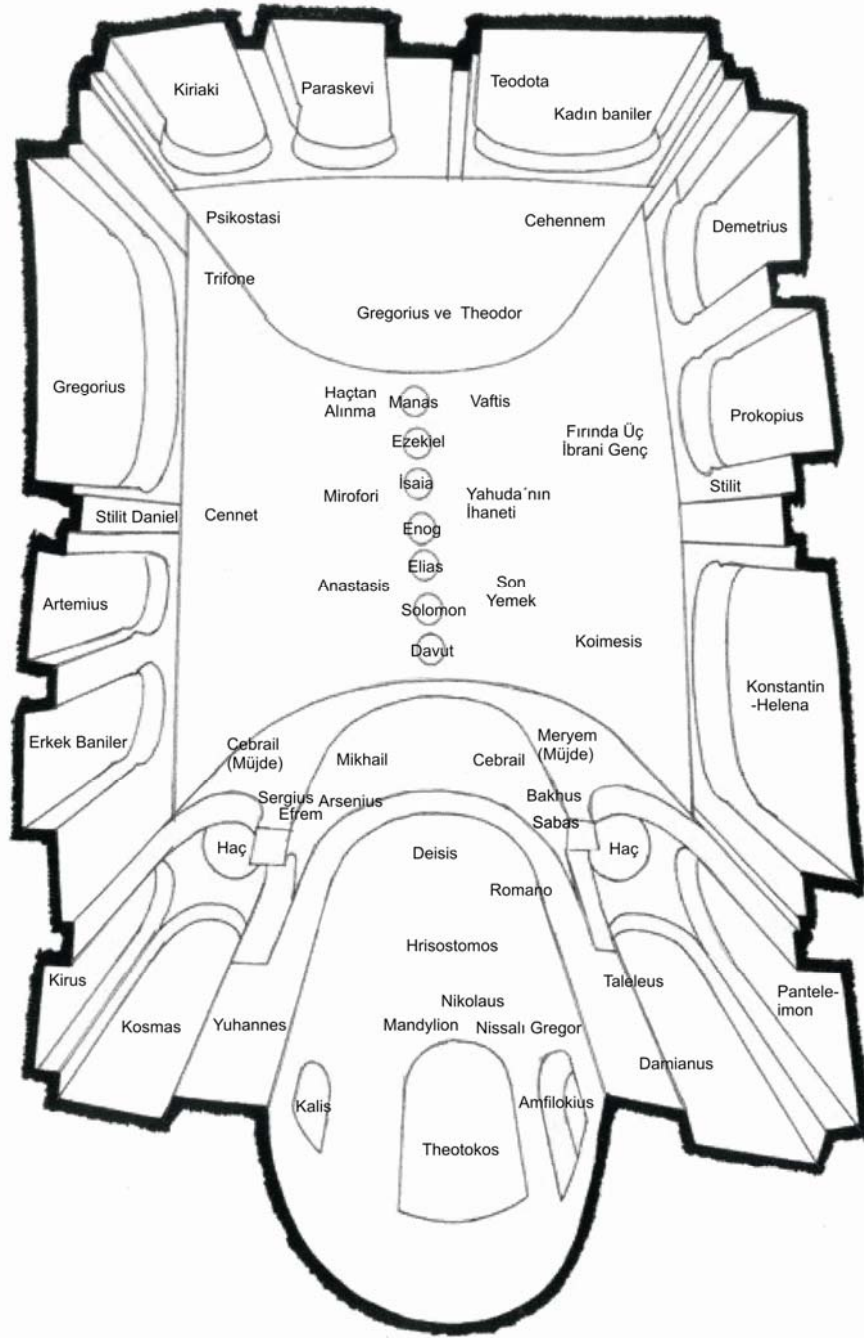 Kiriaki
Paraskevi
Teodota
Kadın baniler
Psikostasi
Cehennem
Demetrius
Trifone
Gregorius ve Theodor
Gregorius
Haçtan
Alınma
Manas
Vaftis
Prokopius
Ezekiel
Fırında Üç
İbrani Genç
İsaia
Stilit
Mirofori
Yahuda´nın
İhaneti
Stilit Daniel
Cennet
Enog
Elias
Anastasis
Son
Yemek
Artemius
Solomon
Koimesis
Davut
Konstantin
-Helena
Erkek Baniler
Cebrail
(Müjde)
Mikhail
Cebrail
Meryem
(Müjde)
Sergius
Efrem
Arsenius
Bakhus
Sabas
Haç
Deisis
Haç
Romano
Hrisostomos
Kirus
Taleleus
Pantele-
imon
Kosmas
Yuhannes
Nikolaus
Mandylion
Nissalı Gregor
Damianus
Kalis
Amfilokius
Theotokos